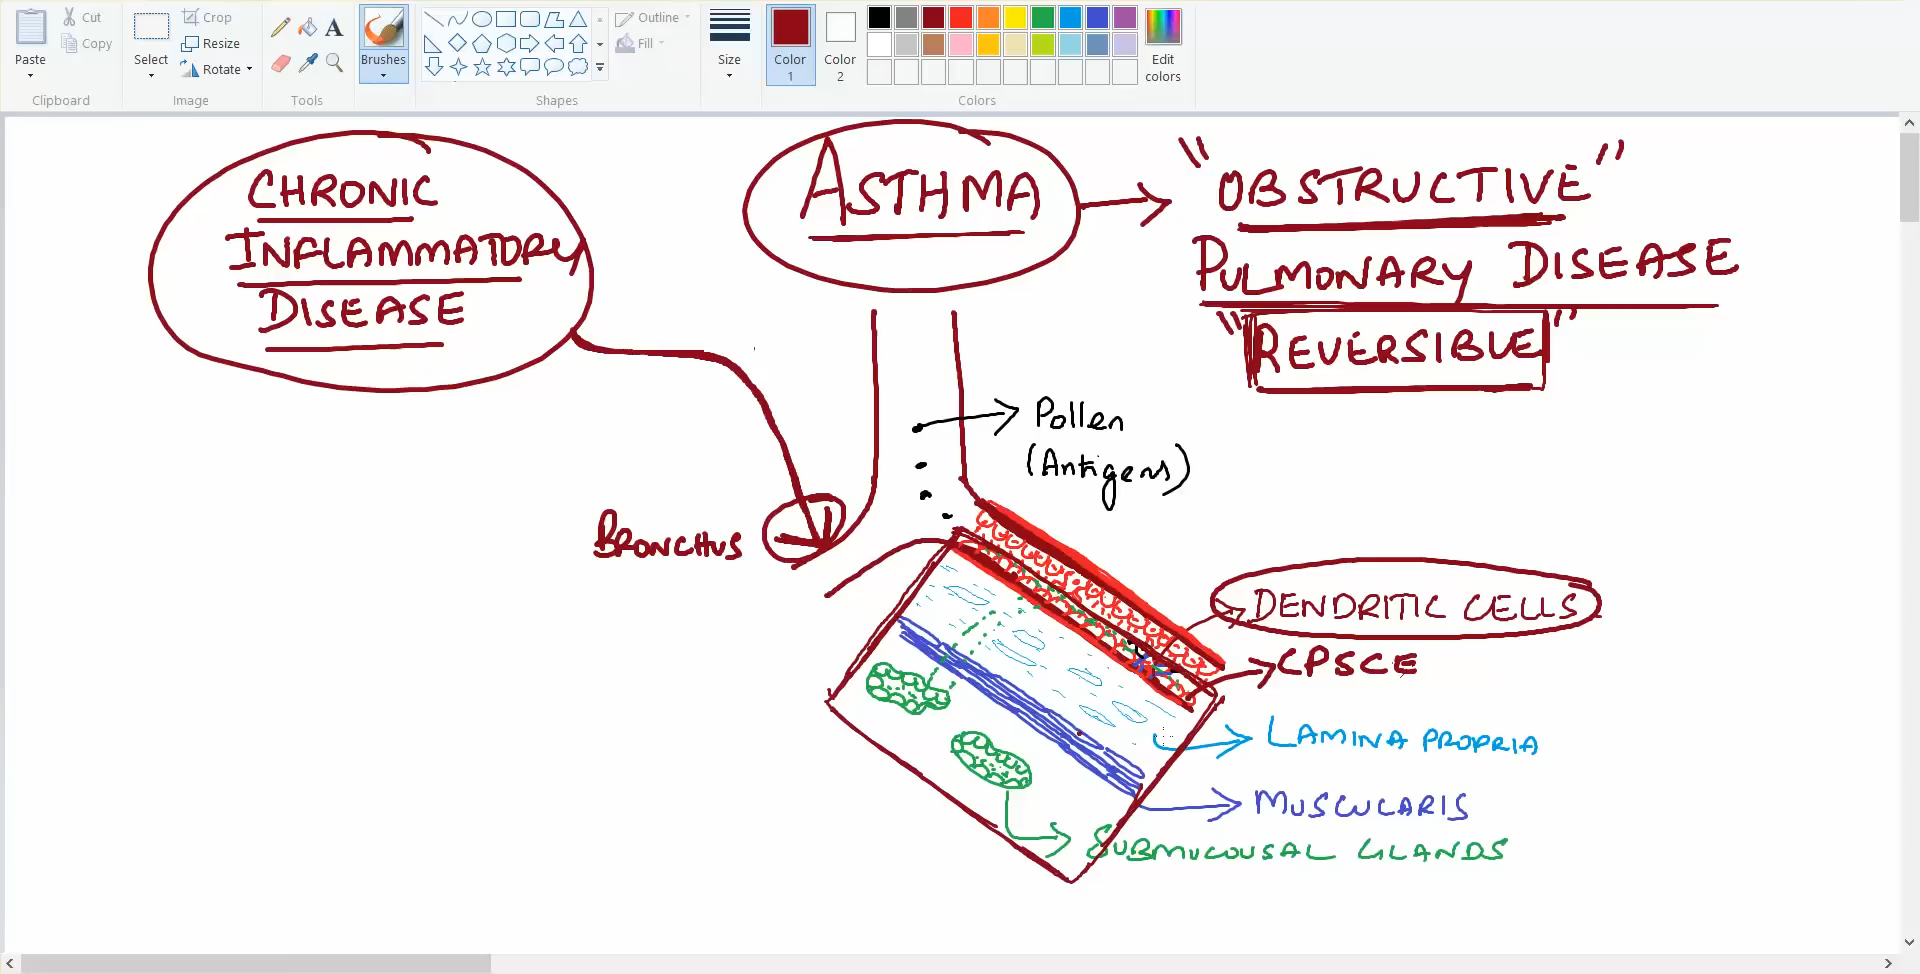 Paste
Cut
Copy
Clipboard
Select
Crop
Resize
Rotate
Image
A
Tools
Brushes
Outline
Fill
Shapes
Size
Color
1
Color
2
Edit
colors
Colors
CHRONIC
INFLAMMATORY
DISEASE
ASTHMA
"OBSTRUCTIVE"
PULMONARY DISEASE
"REVERSIBLE"
Pollen
(Antigens)
BRONCHUS
DENDRITIC CELLS
CPSCE
LAMINA PROPRIA
MUSCULARIS
SUBMUCOUSAL GLANDS